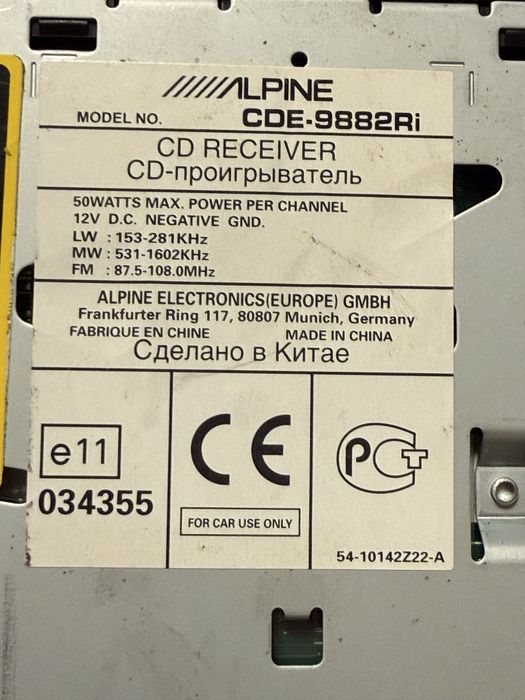 ALPINE
MODEL NO. CDE-9882Ri
CD RECEIVER
CD-проигрыватель
50WATTS MAX. POWER PER CHANNEL
12V D.C. NEGATIVE GND.
LW : 153-281KHz
MW : 531-1602KHz
FM : 87.5-108.0MHz
ALPINE ELECTRONICS(EUROPE) GMBH
Frankfurter Ring 117, 80807 Munich, Germany
FABRIQUE EN CHINE MADE IN CHINA
Сделано в Китае
e11
034355
CE
FOR CAR USE ONLY
РСТ
54-10142Z22-A